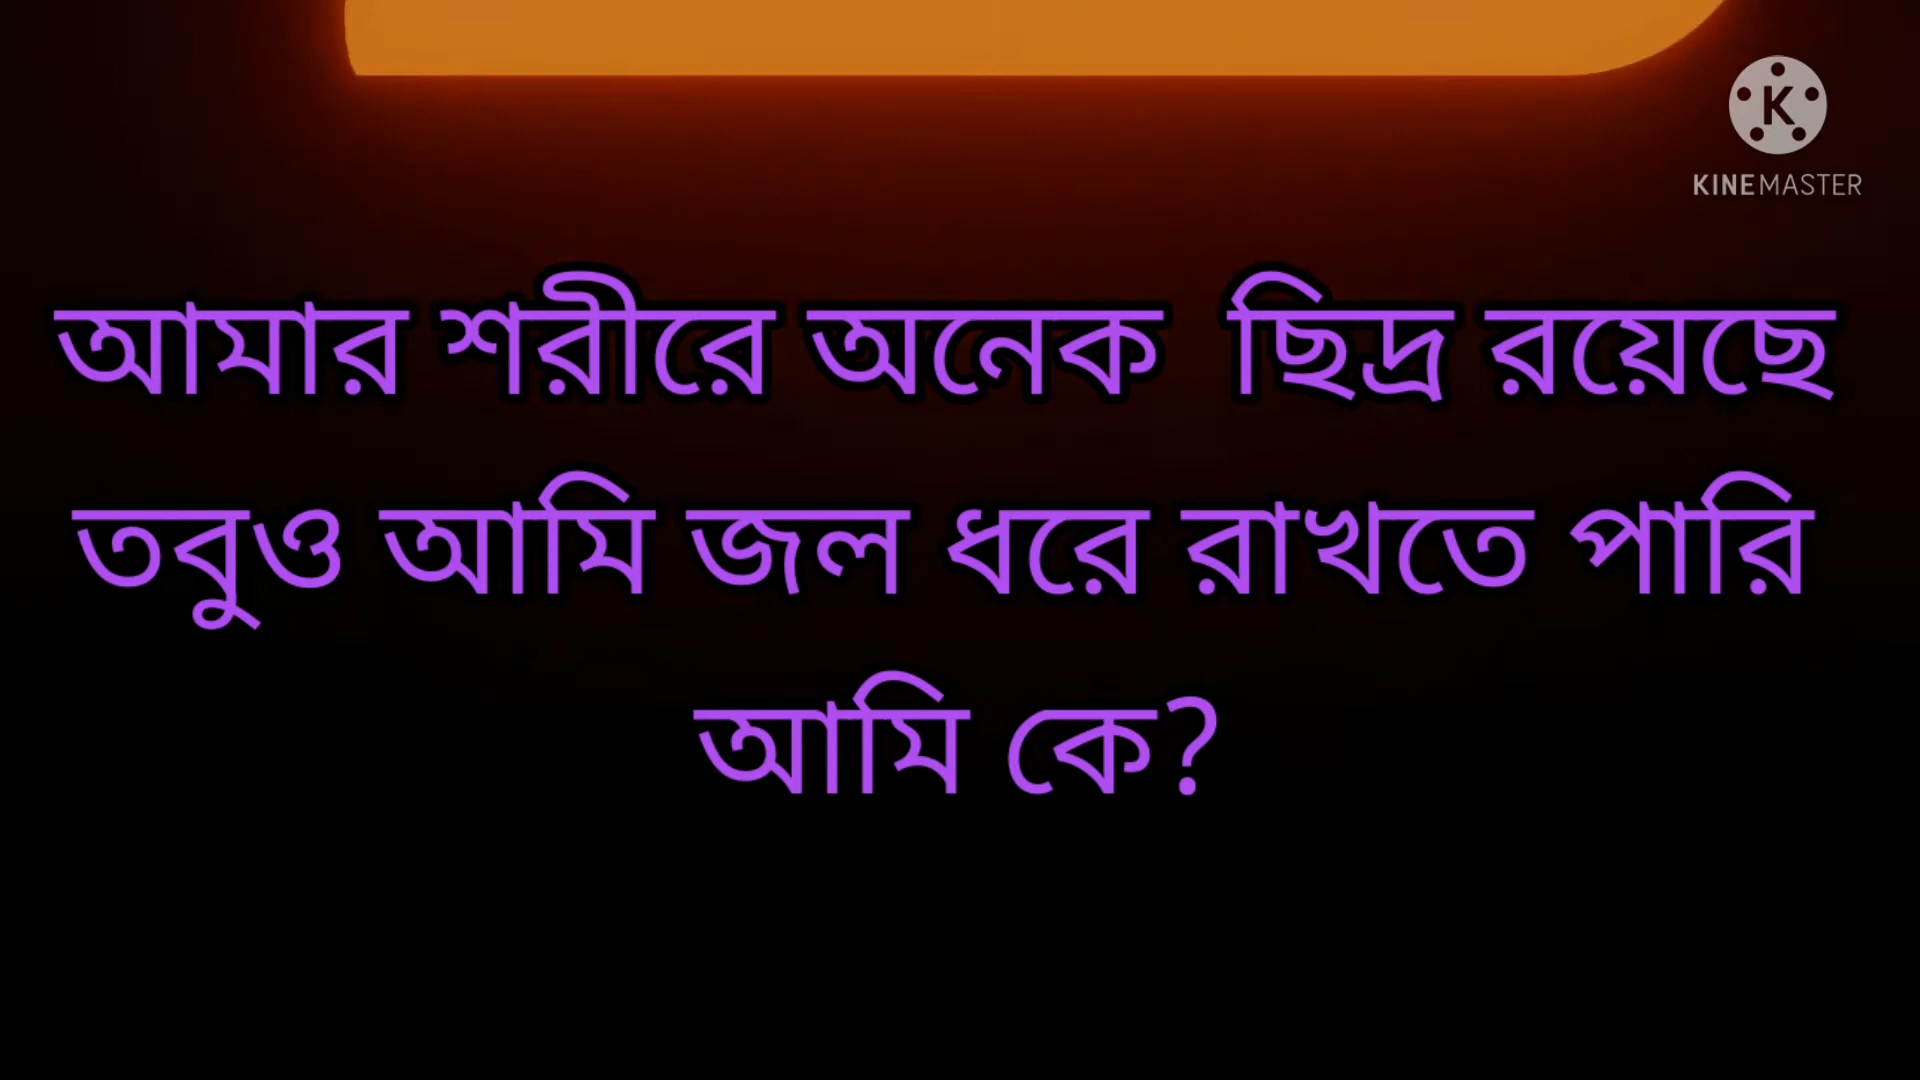 KINEMASTER
আমার শরীরে অনেক  ছিদ্র রয়েছে
তবুও আমি জল ধরে রাখতে পারি
আমি কে?